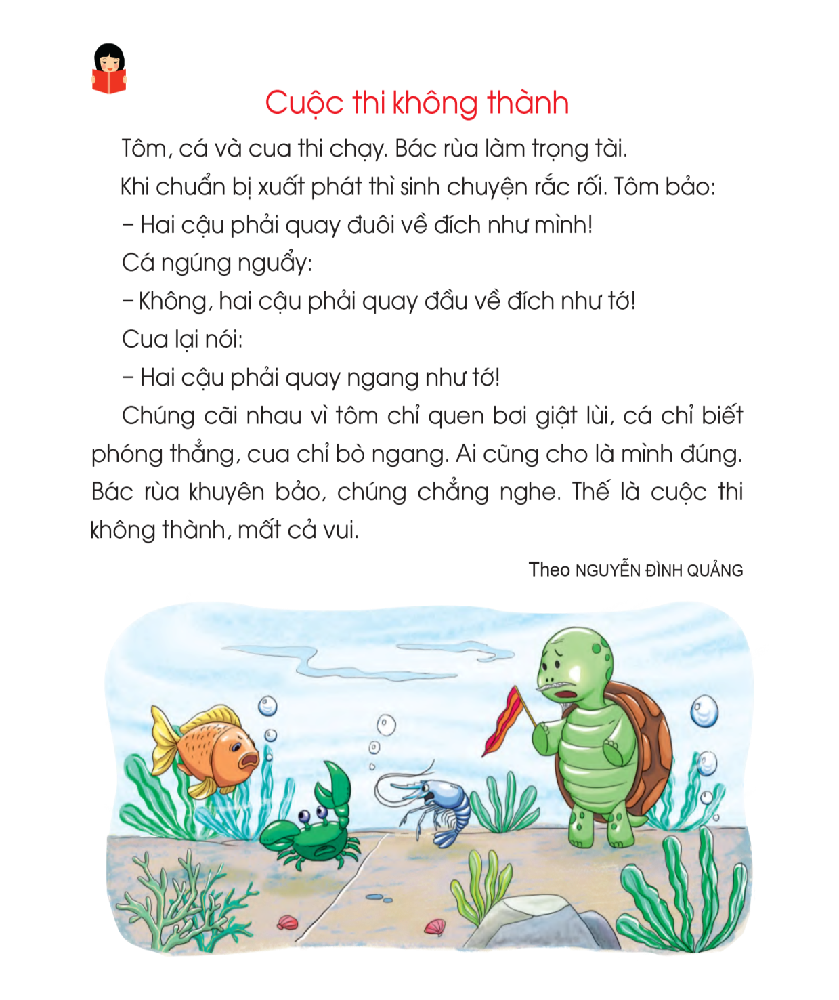 Cuộc thi không thành
Tôm, cá và cua thi chạy. Bác rùa làm trọng tài.
Khi chuẩn bị xuất phát thì sinh chuyện rắc rối. Tôm bảo:
– Hai cậu phải quay đuôi về đích như mình!
Cá ngúng nguẩy:
– Không, hai cậu phải quay đầu về đích như tớ!
Cua lại nói:
– Hai cậu phải quay ngang như tớ!
Chúng cãi nhau vì tôm chỉ quen bơi giật lùi, cá chỉ biết
phóng thẳng, cua chỉ bò ngang. Ai cũng cho là mình đúng.
Bác rùa khuyên bảo, chúng chẳng nghe. Thế là cuộc thi
không thành, mất cả vui.
Theo NGUYỄN ĐÌNH QUẢNG